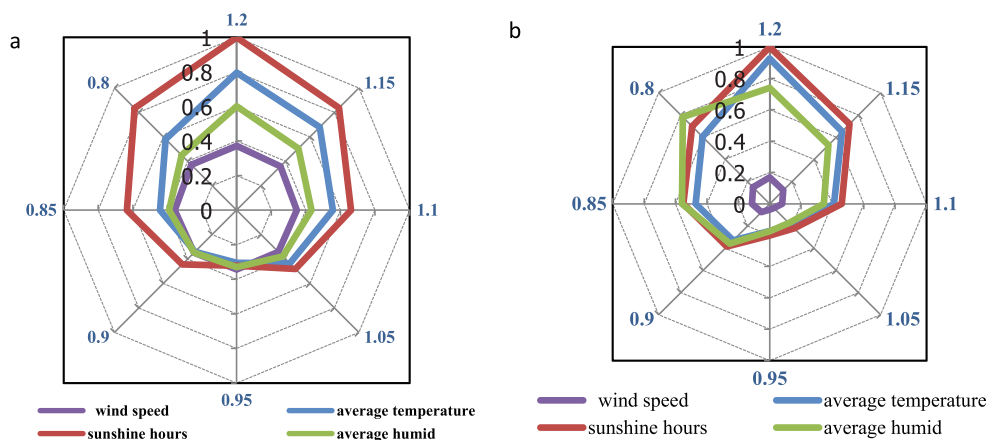 a
1.2
1
0.8
0.6
0.4
0.2
0
1.15
1.1
1.05
0.95
0.9
0.85
0.8
wind speed
average temperature
sunshine hours
average humid
b
1.2
1
0.8
0.6
0.4
0.2
0
1.15
1.1
1.05
0.95
0.9
0.85
0.8
wind speed
average temperature
sunshine hours
average humid